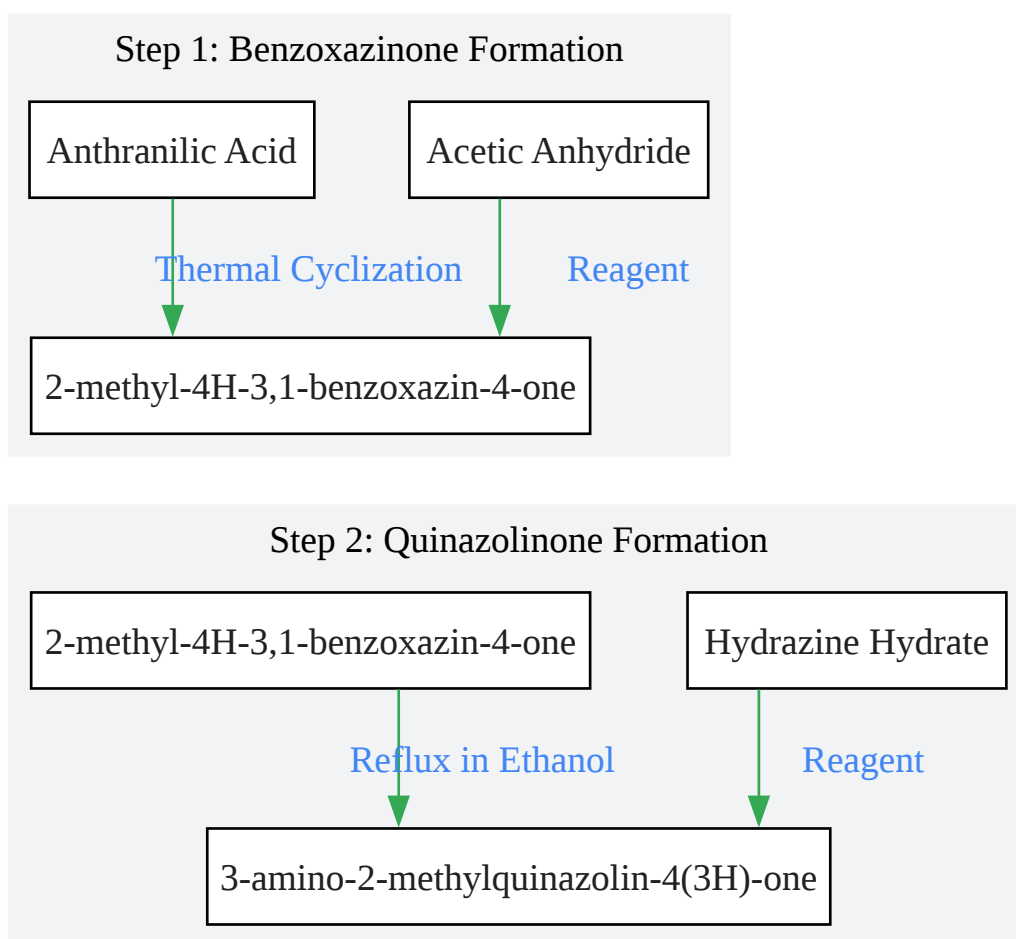 Step 1: Benzoxazinone Formation
Anthranilic Acid
Acetic Anhydride
Thermal Cyclization
Reagent
2-methyl-4H-3,1-benzoxazin-4-one
Step 2: Quinazolinone Formation
2-methyl-4H-3,1-benzoxazin-4-one
Hydrazine Hydrate
Reflux in Ethanol
Reagent
3-amino-2-methylquinazolin-4(3H)-one